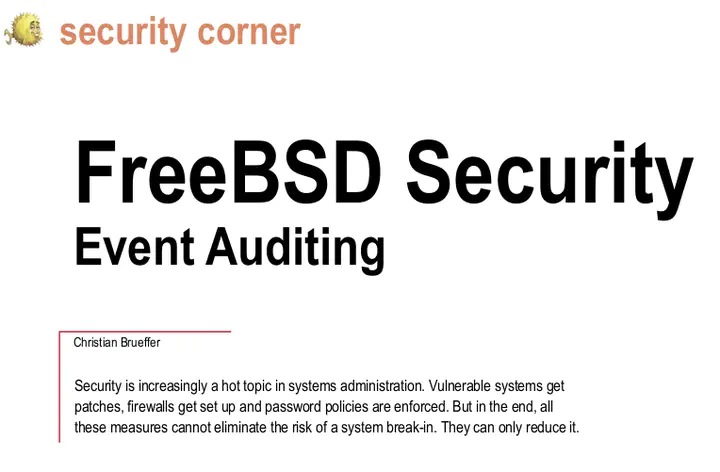 security corner
FreeBSD Security
Event Auditing
Christian Brueffer
Security is increasingly a hot topic in systems administration. Vulnerable systems get
patches, firewalls get set up and password policies are enforced. But in the end, all
these measures cannot eliminate the risk of a system break-in. They can only reduce it.